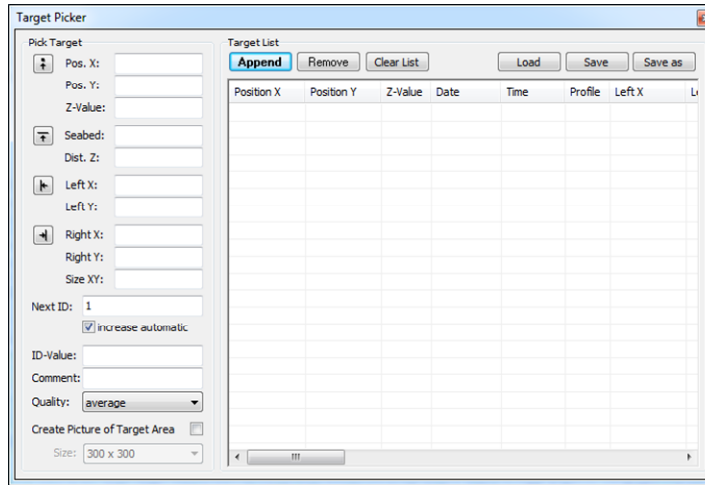 Target Picker
Pick Target
Pos. X:
Pos. Y:
Z-Value:
Seabed:
Dist. Z:
Left X:
Left Y:
Right X:
Right Y:
Size XY:
Next ID: 1
increase automatic
ID-Value:
Comment:
Quality: average
Create Picture of Target Area
Size: 300 x 300
Target List
Append Remove Clear List Load Save Save as
Position X Position Y Z-Value Date Time Profile Left X